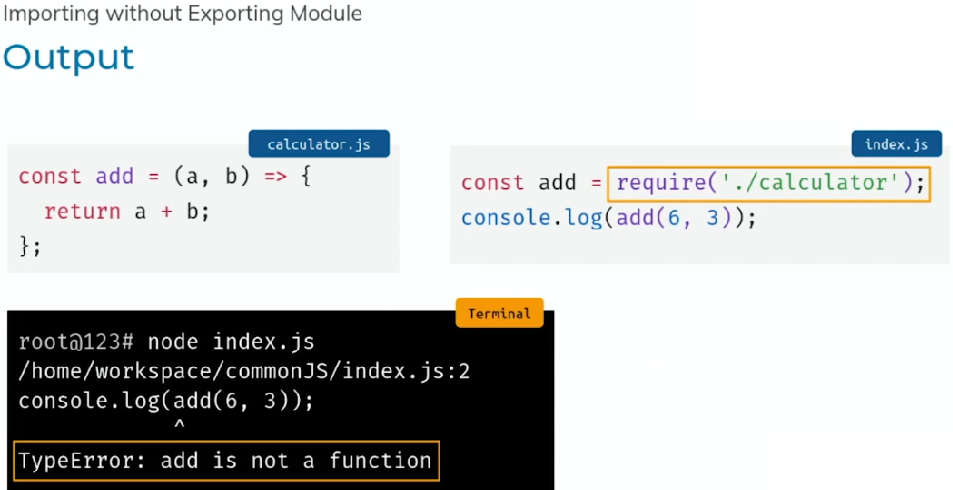 Importing without Exporting Module
Output
calculator.js
const add = (a, b) => {
  return a + b;
};
index.js
const add = require('./calculator');
console.log(add(6, 3));
Terminal
root@123# node index.js
/home/workspace/commonJS/index.js:2
console.log(add(6, 3));
            ^
TypeError: add is not a function